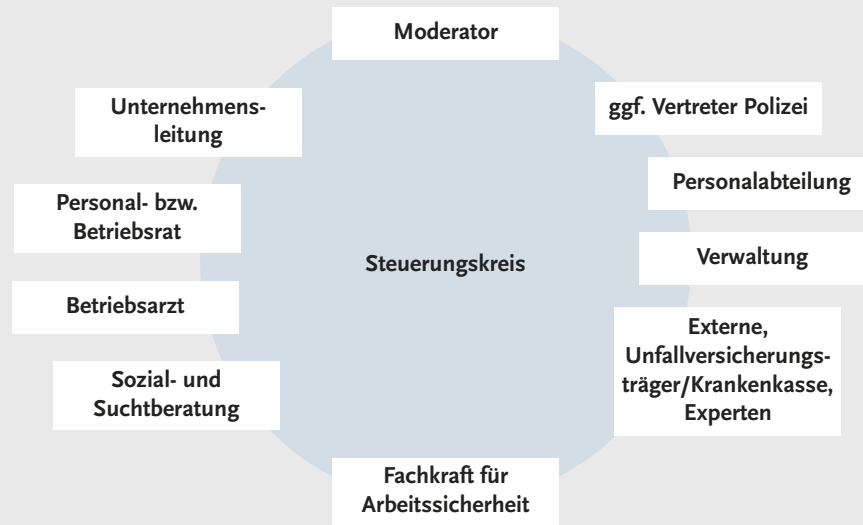 Moderator
Unternehmens-
leitung
ggf. Vertreter Polizei
Personalabteilung
Personal- bzw.
Betriebsrat
Steuerungskreis
Verwaltung
Betriebsarzt
Externe,
Unfallversicherungs-
träger/Krankenkasse,
Experten
Sozial- und
Suchtberatung
Fachkraft für
Arbeitssicherheit